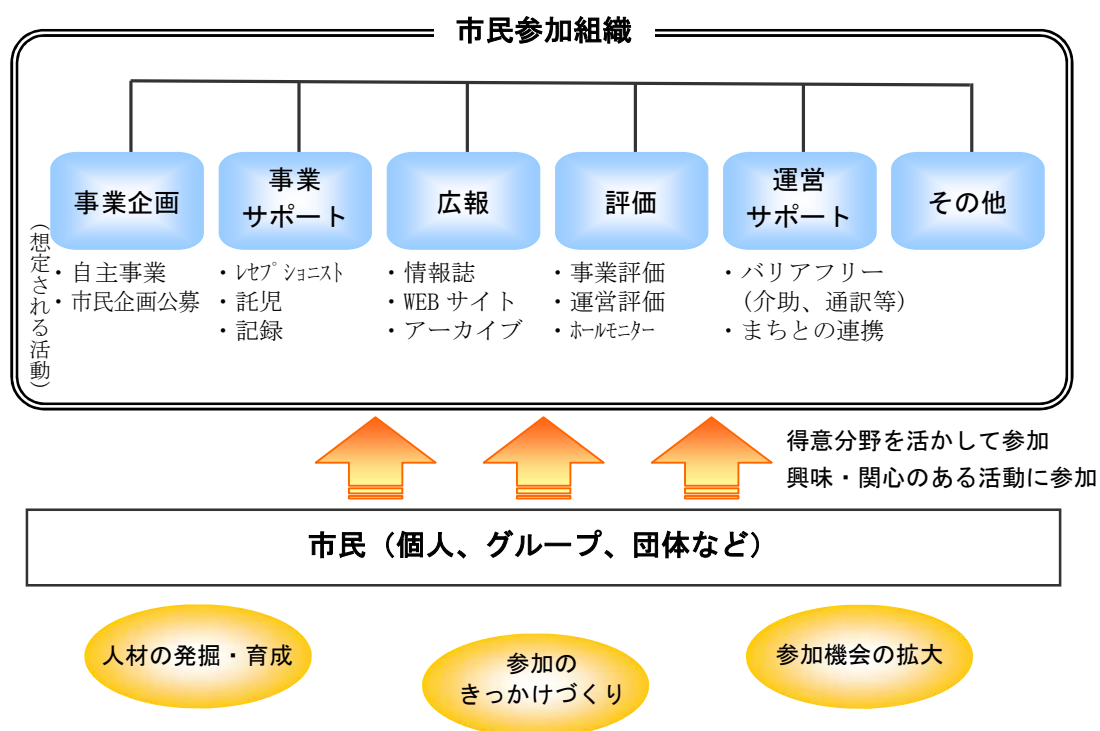 市民参加組織
事業企画
事業
サポート
広報
評価
運営
サポート
その他
（想定される活動）
・自主事業
・市民企画公募
・ﾚｾﾌﾟｼｮﾆｽﾄ
・託児
・記録
・情報誌
・WEB サイト
・アーカイブ
・事業評価
・運営評価
・ﾎｰﾙﾓﾆﾀｰ
・バリアフリー
（介助、通訳等）
・まちとの連携
得意分野を活かして参加
興味・関心のある活動に参加
市民（個人、グループ、団体など）
人材の発掘・育成
参加の
きっかけづくり
参加機会の拡大